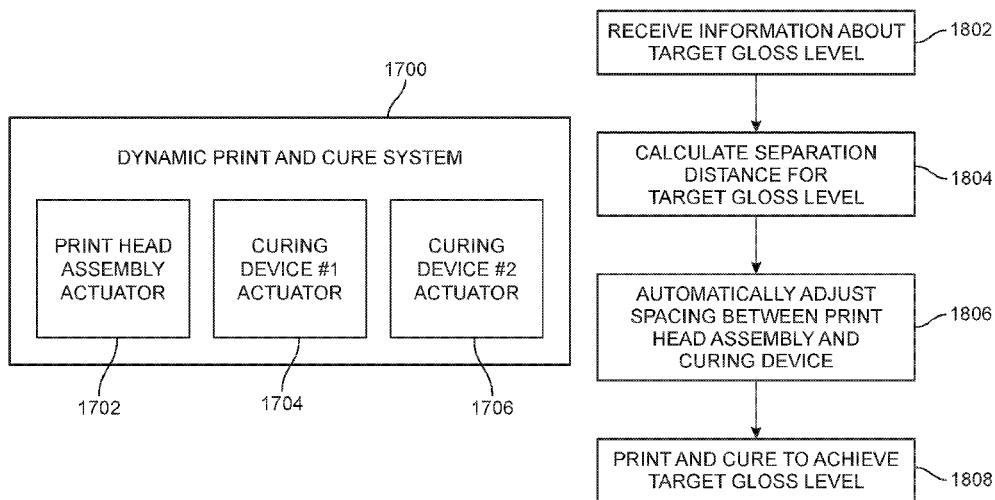 1700
DYNAMIC PRINT AND CURE SYSTEM
PRINT HEAD
ASSEMBLY
ACTUATOR
CURING
DEVICE #1
ACTUATOR
CURING
DEVICE #2
ACTUATOR
1702
1704
1706
RECEIVE INFORMATION ABOUT
TARGET GLOSS LEVEL
1802
CALCULATE SEPARATION
DISTANCE FOR
TARGET GLOSS LEVEL
1804
AUTOMATICALLY ADJUST
SPACING BETWEEN PRINT
HEAD ASSEMBLY AND
CURING DEVICE
1806
PRINT AND CURE TO ACHIEVE
TARGET GLOSS LEVEL
1808